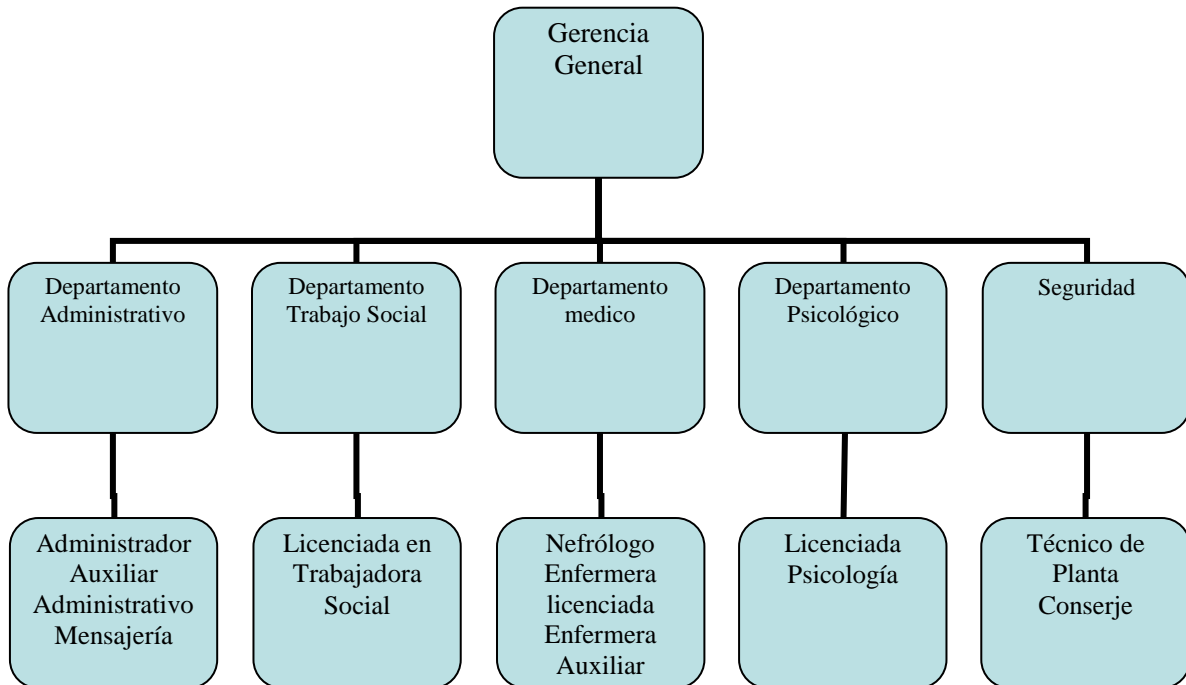 Gerencia
General
Departamento
Administrativo
Departamento
Trabajo Social
Departamento
medico
Departamento
Psicológico
Seguridad
Administrador
Auxiliar
Administrativo
Mensajería
Licenciada en
Trabajadora
Social
Nefrólogo
Enfermera
licenciada
Enfermera
Auxiliar
Licenciada
Psicología
Técnico de
Planta
Conserje